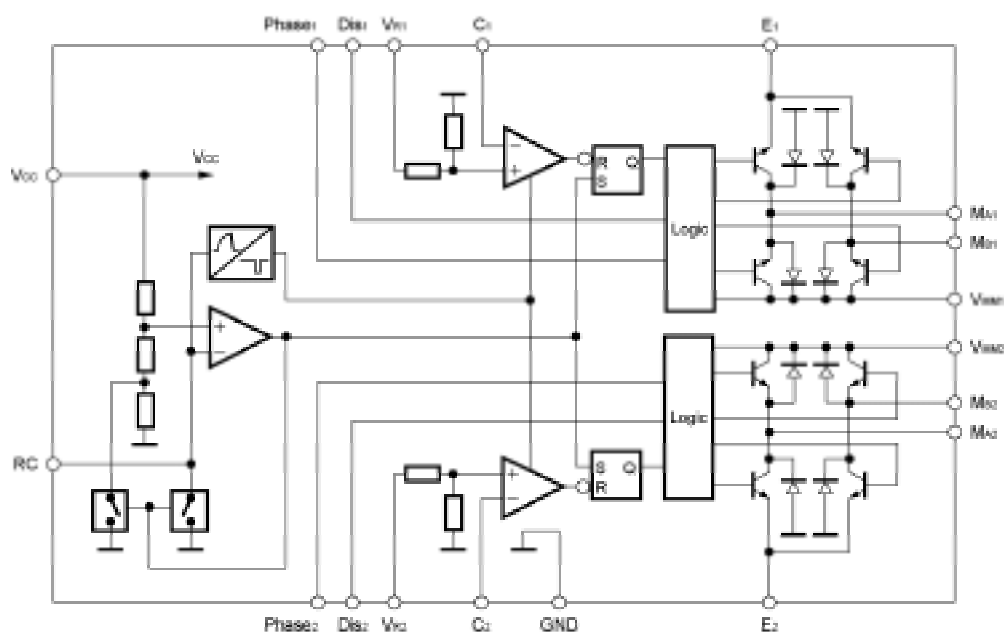 Phase1 Dis1 VR1 C1 E1
VCC
VCC
R Q
S
MA1
Logic
MB1
+
-
VMM1
+
-
VMM2
MB2
Logic
MA2
RC
S Q
R
+
-
Phase2 Dis2 VR2 C2 GND E2